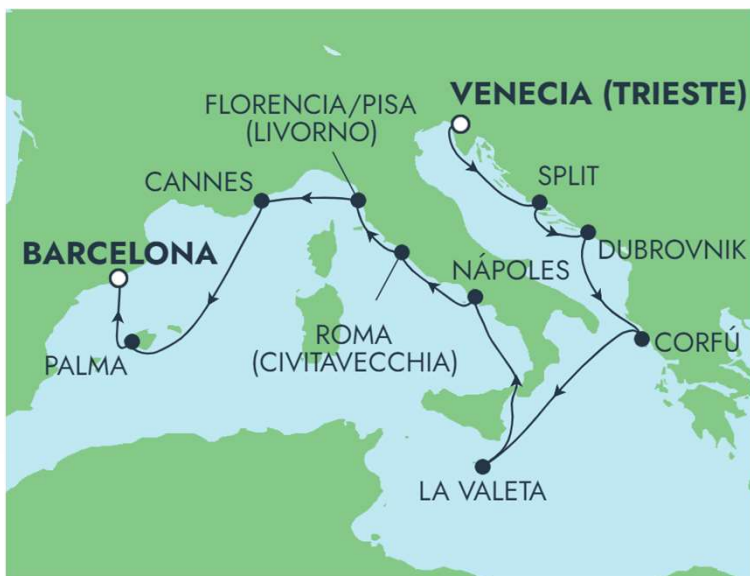 VENECIA (TRIESTE)
FLORENCIA/PISA
(LIVORNO)
CANNES
SPLIT
BARCELONA
DUBROVNIK
NÁPOLES
ROMA
(CIVITAVECCHIA)
CORFÚ
PALMA
LA VALETA